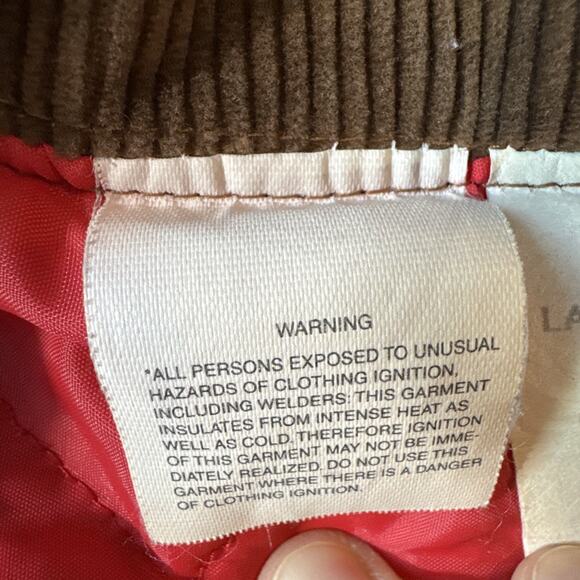 WARNING
*ALL PERSONS EXPOSED TO UNUSUAL
HAZARDS OF CLOTHING IGNITION,
INCLUDING WELDERS: THIS GARMENT
INSULATES FROM INTENSE HEAT AS
WELL AS COLD. THEREFORE IGNITION
OF THIS GARMENT MAY NOT BE IMME-
DIATELY REALIZED. DO NOT USE THIS
GARMENT WHERE THERE IS A DANGER
OF CLOTHING IGNITION.
LA